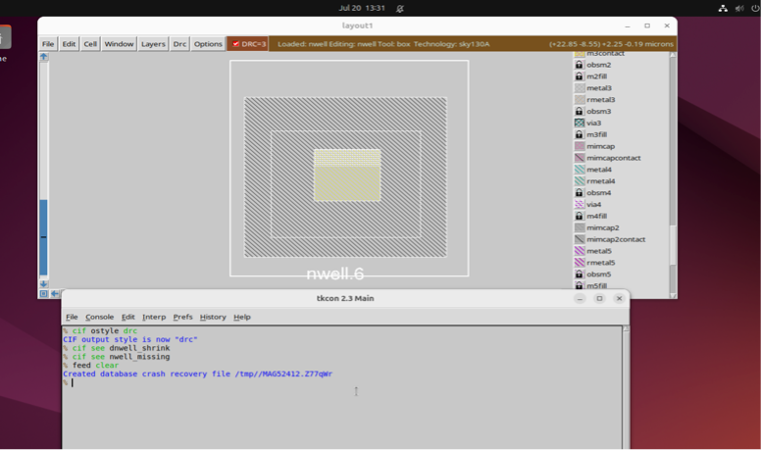 Jul 20 13:31
layout1
File Edit Cell Window Layers Drc Options DRC=3 Loaded: nwell Editing: nwell Tool: box Technology: sky130A (+22.85 -8.55) +2.25 -0.19 microns
m3contact
obsm2
m2fill
metal3
rmetal3
obsm3
via3
m3fill
mimcap
mimcapcontact
metal4
rmetal4
obsm4
via4
m4fill
mimcap2
mimcap2contact
metal5
rmetal5
obsm5
m5fill
nwell.6
tkcon 2.3 Main
File Console Edit Interp Prefs History Help
% cif ostyle drc
CIF output style is now "drc"
% cif see dnwell_shrink
% cif see nwell_missing
% feed clear
Created database crash recovery file /tmp//MAG52412.Z77qWr
%